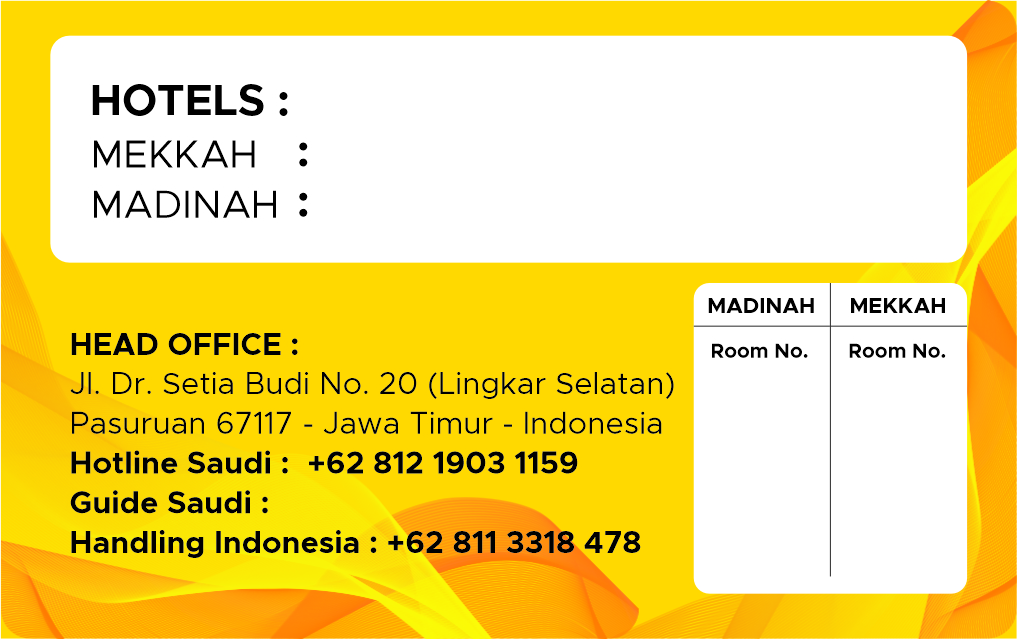 HOTELS :
MEKKAH :
MADINAH :
HEAD OFFICE :
Jl. Dr. Setia Budi No. 20 (Lingkar Selatan)
Pasuruan 67117 - Jawa Timur - Indonesia
Hotline Saudi : +62 812 1903 1159
Guide Saudi :
Handling Indonesia : +62 811 3318 478
MADINAH MEKKAH
Room No. Room No.